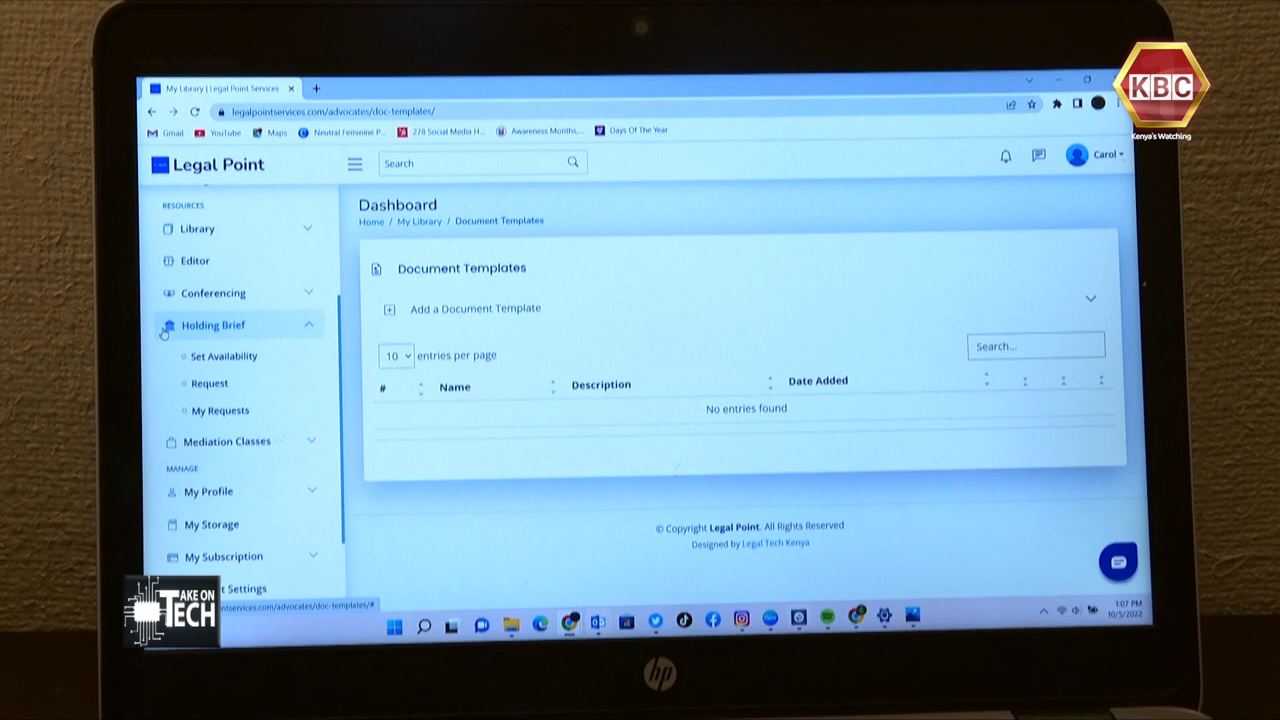 KBC
Kenya's Watching
My Library | Legal Point Services
legalpointservices.com/advocates/doc-templates/
Gmail YouTube Maps Neutral Feminine P... 278 Social Media H... Awareness Months,... Days Of The Year
Legal Point Search Carol
RESOURCES
Library
Editor
Conferencing
Holding Brief
Set Availability
Request
My Requests
Mediation Classes
MANAGE
My Profile
My Storage
My Subscription
t Settings
ntservices.com/advocates/doc-templates/#
Dashboard
Home / My Library / Document Templates
Document Templates
Add a Document Template
10 entries per page Search...
# Name Description Date Added
No entries found
© Copyright Legal Point. All Rights Reserved
Designed by Legal Tech Kenya
1:07 PM
10/5/2022
TAKE ON
TECH
hp